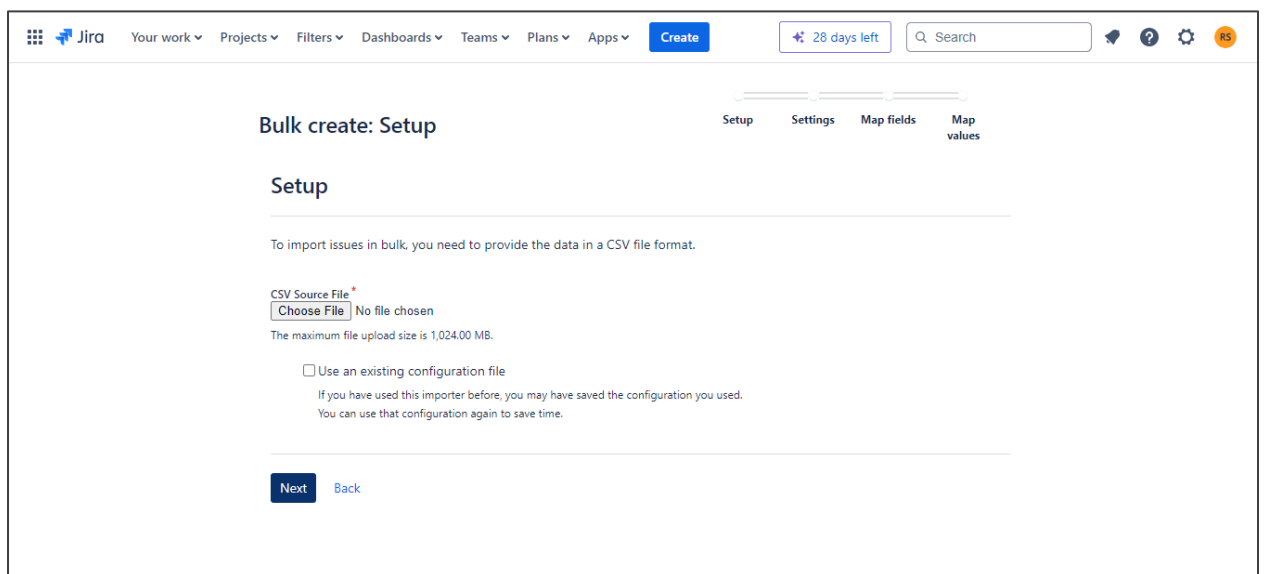 Jira Your work Projects Filters Dashboards Teams Plans Apps Create 28 days left Search RS
Bulk create: Setup
Setup Settings Map fields Map values
Setup
To import issues in bulk, you need to provide the data in a CSV file format.
CSV Source File *
Choose File No file chosen
The maximum file upload size is 1,024.00 MB.
Use an existing configuration file
If you have used this importer before, you may have saved the configuration you used.
You can use that configuration again to save time.
Next Back